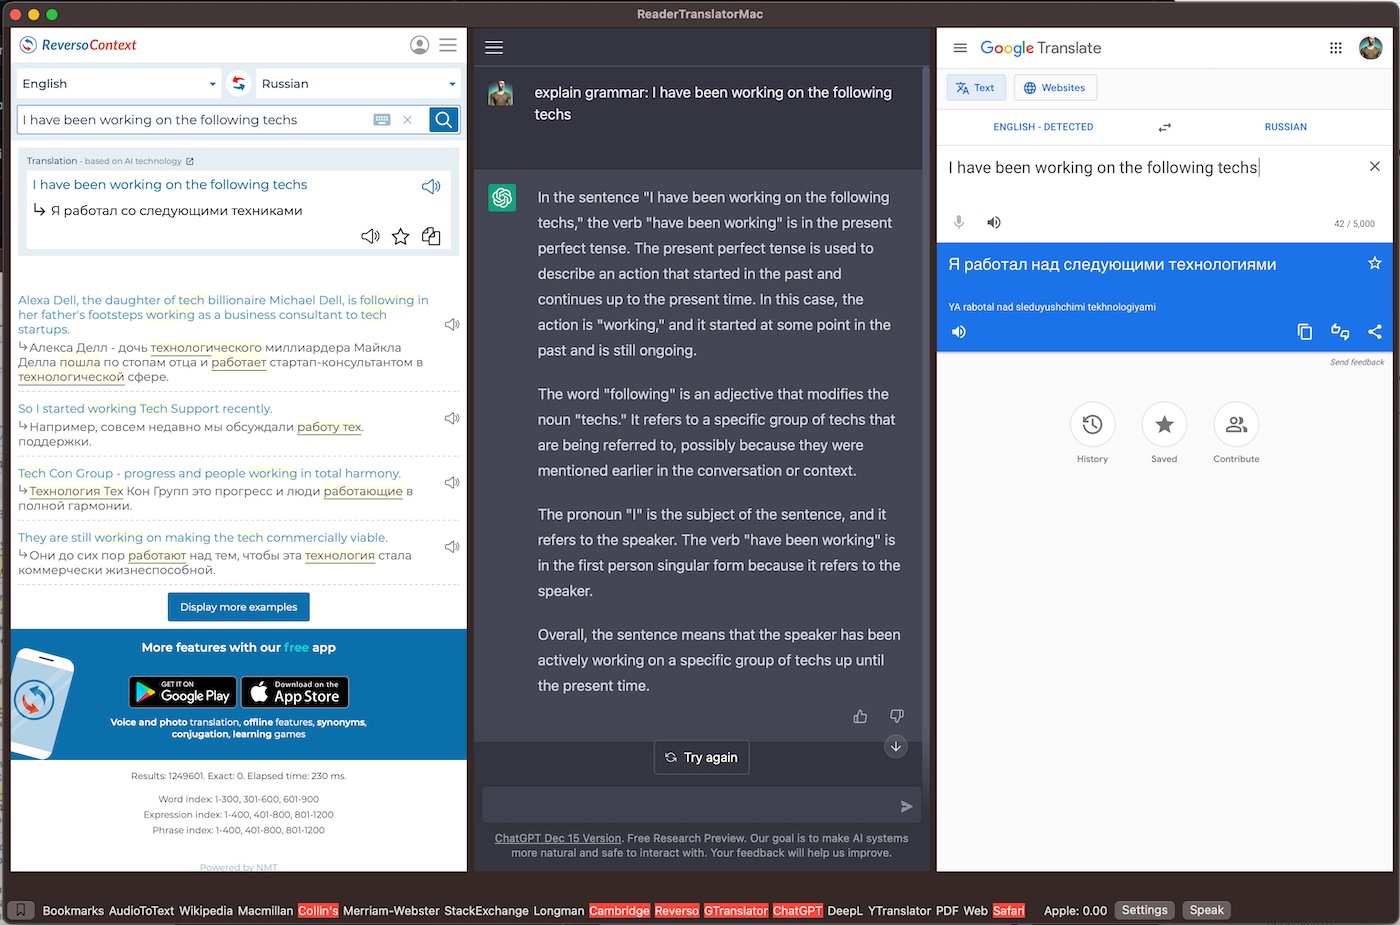 ReaderTranslatorMac
ReversoContext
English
Russian
I have been working on the following techs
Translation - based on AI technology
I have been working on the following techs
Я работал со следующими техниками
Alexa Dell, the daughter of tech billionaire Michael Dell, is following in
her father's footsteps working as a business consultant to tech
startups.
Алекса Делл - дочь технологического миллиардера Майкла
Делла пошла по стопам отца и работает стартап-консультантом в
технологической сфере.
So I started working Tech Support recently.
Например, совсем недавно мы обсуждали работу тех.
поддержки.
Tech Con Group - progress and people working in total harmony.
Технология Тех Кон Групп это прогресс и люди работающие в
полной гармонии.
They are still working on making the tech commercially viable.
Они до сих пор работают над тем, чтобы эта технология стала
коммерчески жизнеспособной.
Display more examples
More features with our free app
GET IT ON
Google Play
Download on the
App Store
Voice and photo translation, offline features, synonyms,
conjugation, learning games
Results: 1249601. Exact: 0. Elapsed time: 230 ms.
Word index: 1-300, 301-600, 601-900
Expression index: 1-400, 401-800, 801-1200
Phrase index: 1-400, 401-800, 801-1200
Powered by NMT
explain grammar: I have been working on the following
techs
In the sentence "I have been working on the following
techs," the verb "have been working" is in the present
perfect tense. The present perfect tense is used to
describe an action that started in the past and
continues up to the present time. In this case, the
action is "working," and it started at some point in the
past and is still ongoing.
The word "following" is an adjective that modifies the
noun "techs." It refers to a specific group of techs that
are being referred to, possibly because they were
mentioned earlier in the conversation or context.
The pronoun "I" is the subject of the sentence, and it
refers to the speaker. The verb "have been working" is
in the first person singular form because it refers to the
speaker.
Overall, the sentence means that the speaker has been
actively working on a specific group of techs up until
the present time.
Try again
ChatGPT Dec 15 Version. Free Research Preview. Our goal is to make AI systems
more natural and safe to interact with. Your feedback will help us improve.
Google Translate
Text
Websites
ENGLISH - DETECTED
RUSSIAN
I have been working on the following techs
42 / 5,000
Я работал над следующими технологиями
YA rabotal nad sleduyushchimi tekhnologiyami
Send feedback
History
Saved
Contribute
Bookmarks AudioToText Wikipedia Macmillan Collin's Merriam-Webster StackExchange Longman Cambridge Reverso GTranslator ChatGPT DeepL YTranslator PDF Web Safari Apple: 0.00 Settings Speak